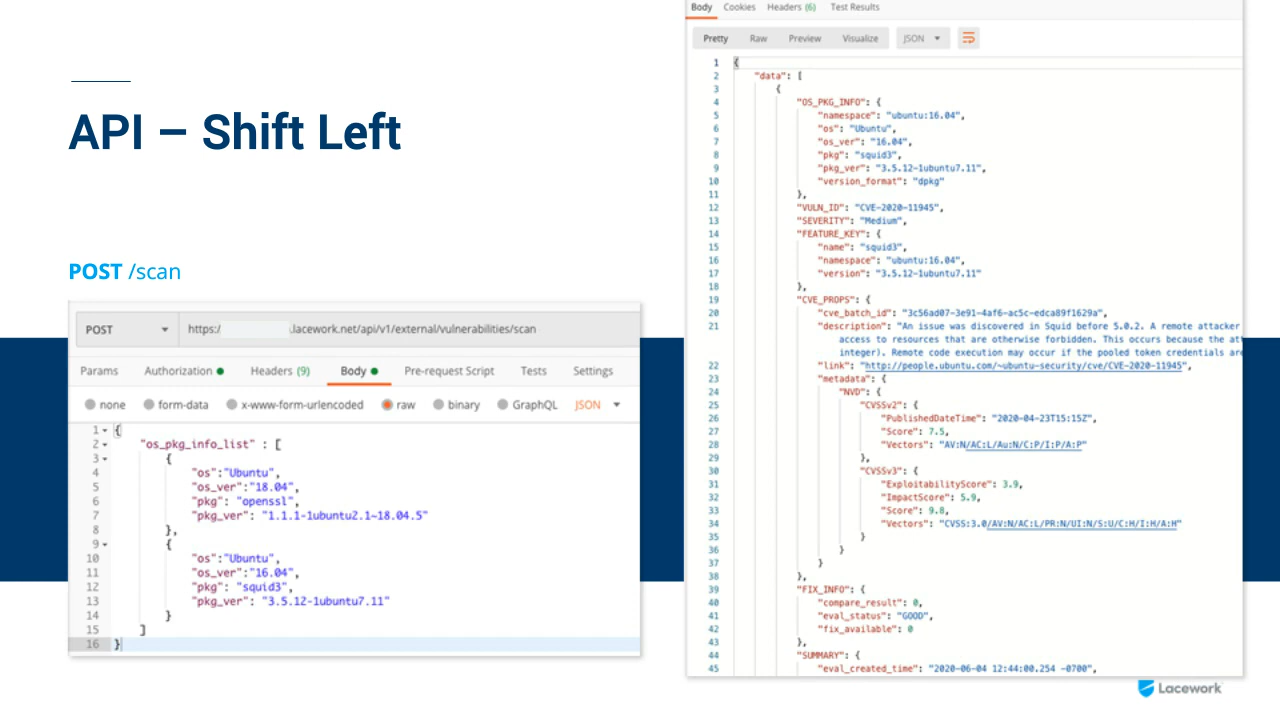 API – Shift Left
POST /scan
POST
https:/ .lacework.net/api/v1/external/vulnerabilities/scan
Params Authorization Headers (9) Body Pre-request Script Tests Settings
none form-data x-www-form-urlencoded raw binary GraphQL JSON
1 {
2 "os_pkg_info_list" : [
3 {
4 "os":"Ubuntu",
5 "os_ver":"18.04",
6 "pkg": "openssl",
7 "pkg_ver": "1.1.1-1ubuntu2.1~18.04.5"
8 },
9 {
10 "os":"Ubuntu",
11 "os_ver":"16.04",
12 "pkg": "squid3",
13 "pkg_ver": "3.5.12-1ubuntu7.11"
14 }
15 ]
16 }
Body Cookies Headers (6) Test Results
Pretty Raw Preview Visualize JSON
1 {
2 "data": [
3 {
4 "OS_PKG_INFO": {
5 "namespace": "ubuntu:16.04",
6 "os": "Ubuntu",
7 "os_ver": "16.04",
8 "pkg": "squid3",
9 "pkg_ver": "3.5.12-1ubuntu7.11",
10 "version_format": "dpkg"
11 },
12 "VULN_ID": "CVE-2020-11945",
13 "SEVERITY": "Medium",
14 "FEATURE_KEY": {
15 "name": "squid3",
16 "namespace": "ubuntu:16.04",
17 "version": "3.5.12-1ubuntu7.11"
18 },
19 "CVE_PROPS": {
20 "cve_batch_id": "3c56ad07-3e91-4af6-ac5c-edca89f1629a",
21 "description": "An issue was discovered in Squid before 5.0.2. A remote attacker
access to resources that are otherwise forbidden. This occurs because the att
integer). Remote code execution may occur if the pooled token credentials are
22 "link": "http://people.ubuntu.com/~ubuntu-security/cve/CVE-2020-11945",
23 "metadata": {
24 "NVD": {
25 "CVSSv2": {
26 "PublishedDateTime": "2020-04-23T15:15Z",
27 "Score": 7.5,
28 "Vectors": "AV:N/AC:L/Au:N/C:P/I:P/A:P"
29 },
30 "CVSSv3": {
31 "ExploitabilityScore": 3.9,
32 "ImpactScore": 5.9,
33 "Score": 9.8,
34 "Vectors": "CVSS:3.0/AV:N/AC:L/PR:N/UI:N/S:U/C:H/I:H/A:H"
35 }
36 }
37 }
38 },
39 "FIX_INFO": {
40 "compare_result": 0,
41 "eval_status": "GOOD",
42 "fix_available": 0
43 },
44 "SUMMARY": {
45 "eval_created_time": "2020-06-04 12:44:00.254 -0700",
Lacework